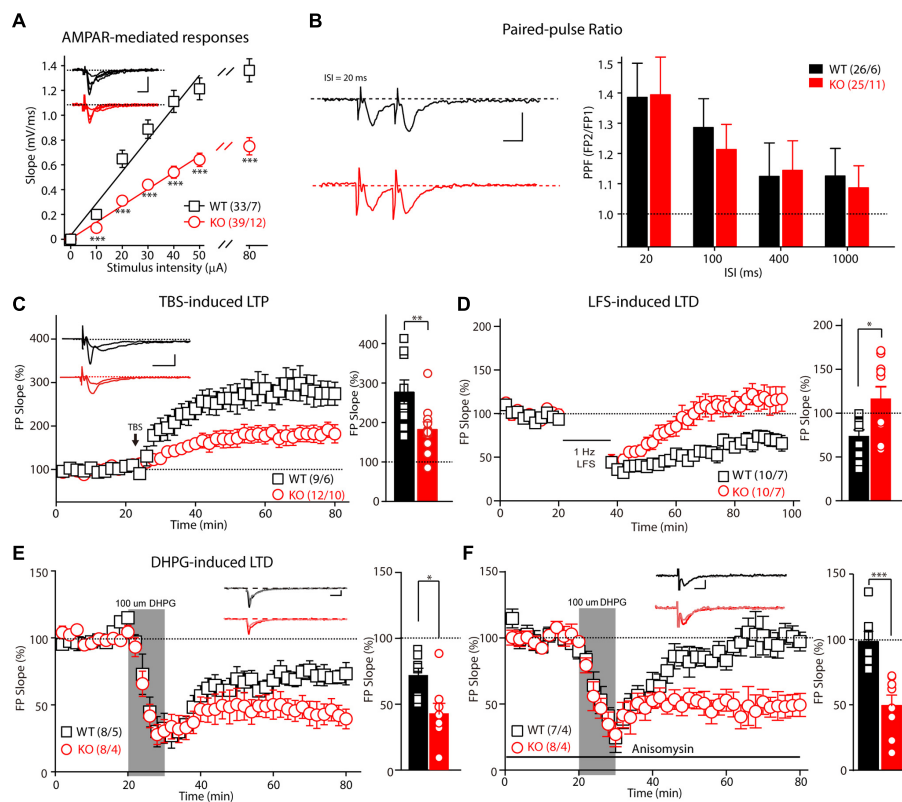 A
AMPAR-mediated responses
Slope (mV/ms)
1.4
1.2
1.0
0.8
0.6
0.4
0.2
0
*** *** *** *** *** ***
WT (33/7)
KO (39/12)
0 10 20 30 40 50 80
Stimulus intensity (μA)
B
Paired-pulse Ratio
ISI = 20 ms
PPF (FP2/FP1)
1.5
1.4
1.3
1.2
1.1
1.0
WT (26/6)
KO (25/11)
20 100 400 1000
ISI (ms)
C
TBS-induced LTP
FP Slope (%)
400
300
200
100
TBS
WT (9/6)
KO (12/10)
0 20 40 60 80
Time (min)
FP Slope (%)
400
300
200
100
0
**
D
LFS-induced LTD
FP Slope (%)
200
150
100
50
0
1 Hz
LFS
WT (10/7)
KO (10/7)
0 20 40 60 80 100
Time (min)
FP Slope (%)
200
150
100
50
0
*
E
DHPG-induced LTD
FP Slope (%)
150
100
50
0
100 um DHPG
WT (8/5)
KO (8/4)
0 20 40 60 80
Time (min)
FP Slope (%)
150
100
50
0
*
F
FP Slope (%)
150
100
50
0
100 um DHPG
WT (7/4)
KO (8/4)
Anisomysin
0 20 40 60 80
Time (min)
FP Slope (%)
150
100
50
0
***